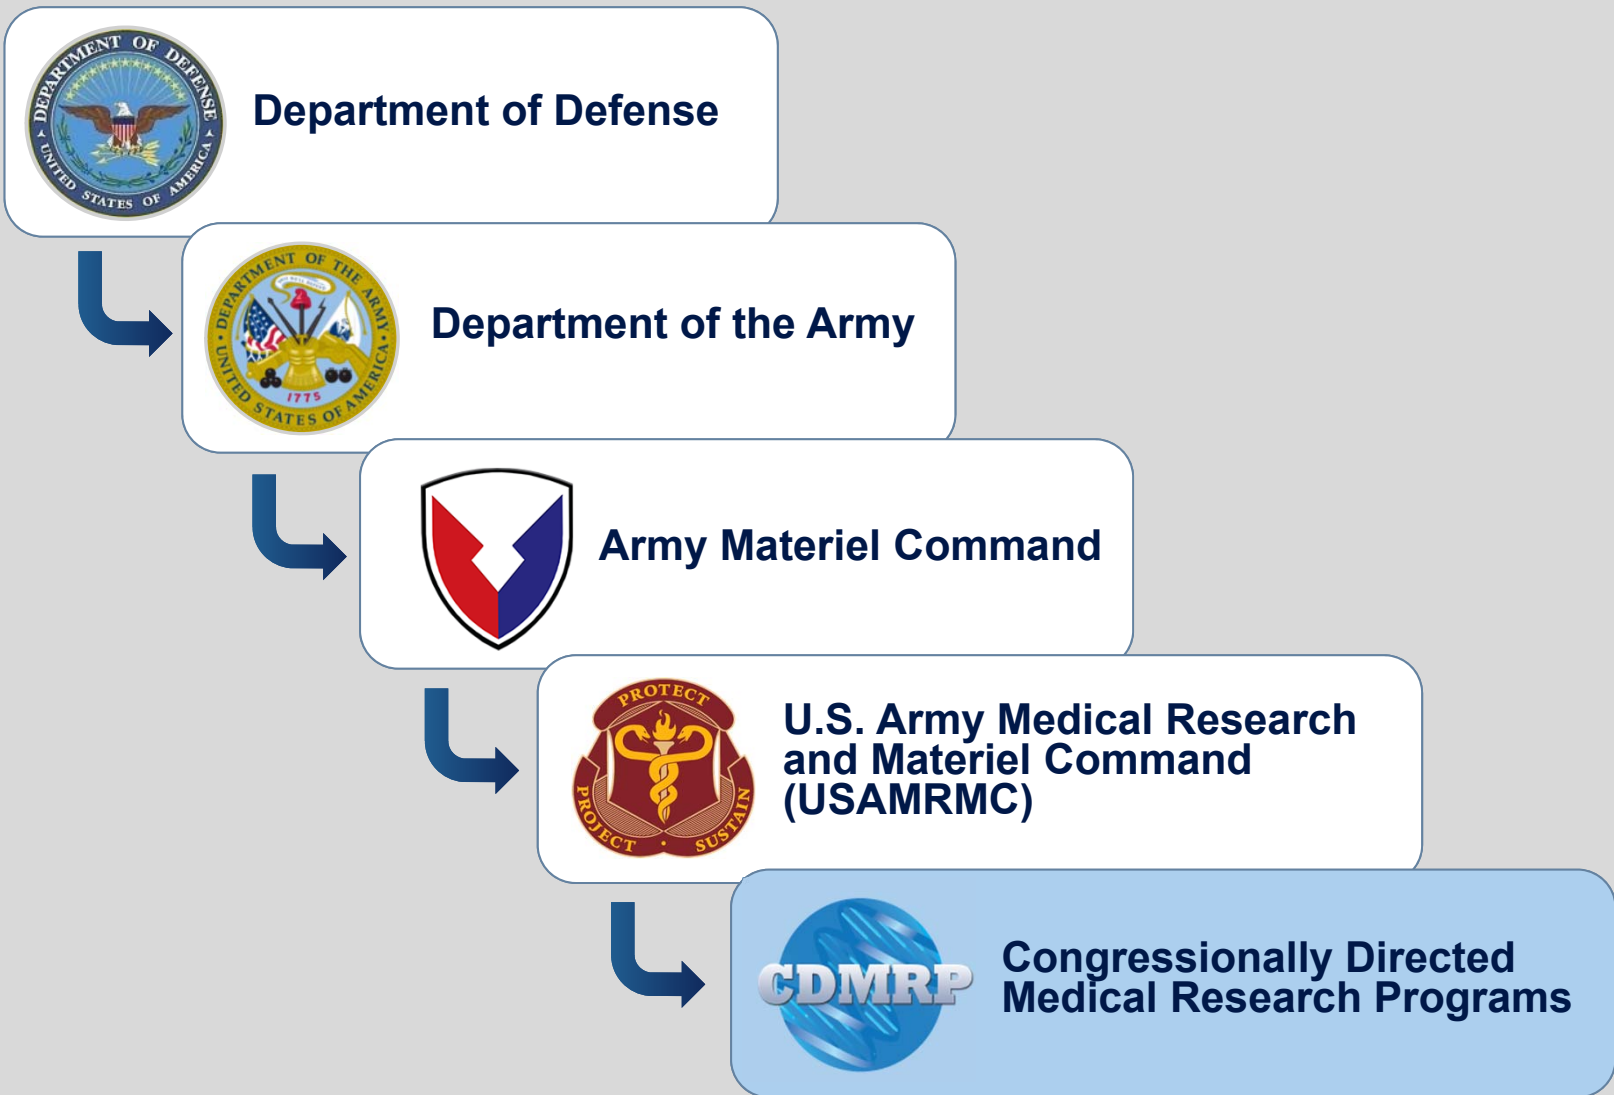 DEPARTMENT OF DEFENSE
UNITED STATES OF AMERICA
Department of Defense
DEPARTMENT OF THE ARMY
UNITED STATES OF AMERICA
1775
Department of the Army
Army Materiel Command
PROTECT
PROJECT · SUSTAIN
U.S. Army Medical Research
and Materiel Command
(USAMRMC)
CDMRP
Congressionally Directed
Medical Research Programs